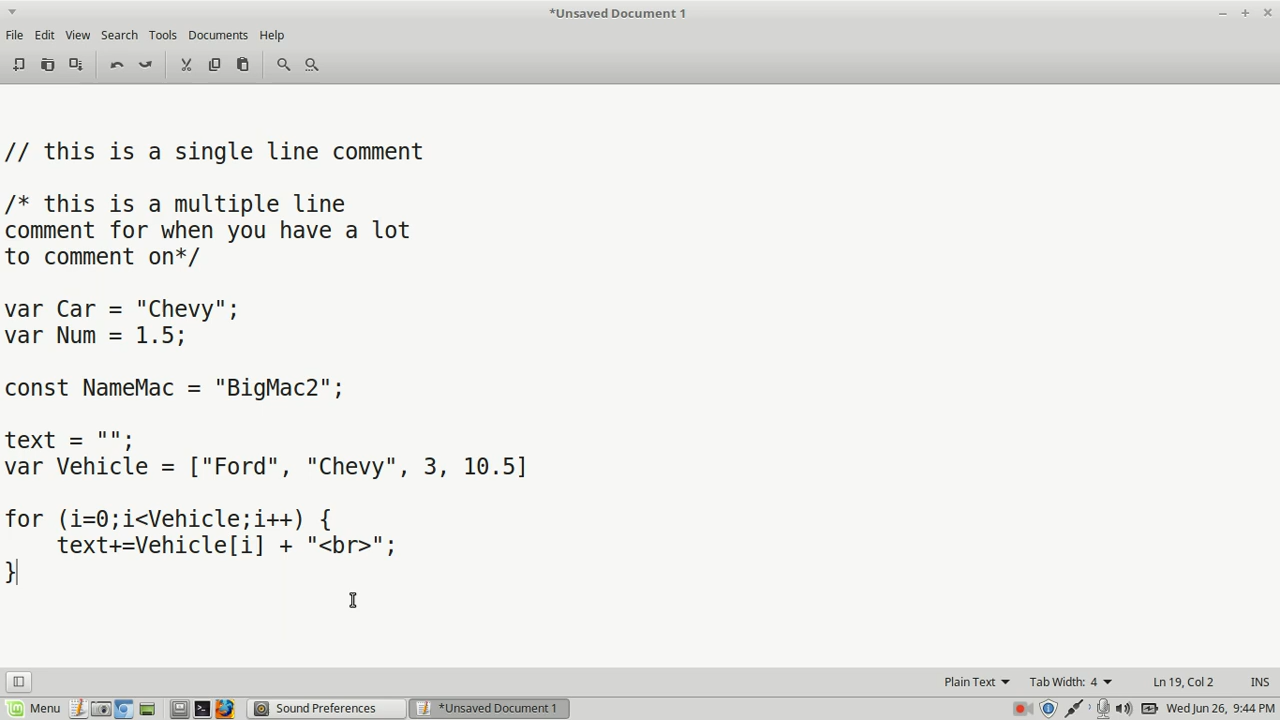 *Unsaved Document 1
File Edit View Search Tools Documents Help
// this is a single line comment
/* this is a multiple line
comment for when you have a lot
to comment on*/
var Car = "Chevy";
var Num = 1.5;
const NameMac = "BigMac2";
text = "";
var Vehicle = ["Ford", "Chevy", 3, 10.5]
for (i=0;i<Vehicle;i++) {
    text+=Vehicle[i] + "<br>";
}
Plain Text Tab Width: 4 Ln 19, Col 2 INS
Menu Sound Preferences *Unsaved Document 1 Wed Jun 26, 9:44 PM